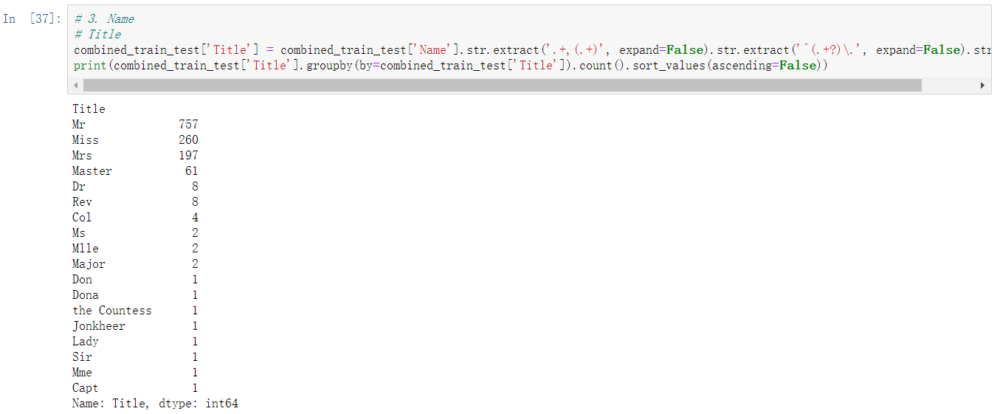 In [37]:
# 3. Name
# Title
combined_train_test['Title'] = combined_train_test['Name'].str.extract('.+,(.+)', expand=False).str.extract('^(.+?)\.', expand=False).str
print(combined_train_test['Title'].groupby(by=combined_train_test['Title']).count().sort_values(ascending=False))
Title
Mr 757
Miss 260
Mrs 197
Master 61
Dr 8
Rev 8
Col 4
Ms 2
Mlle 2
Major 2
Don 1
Dona 1
the Countess 1
Jonkheer 1
Lady 1
Sir 1
Mme 1
Capt 1
Name: Title, dtype: int64